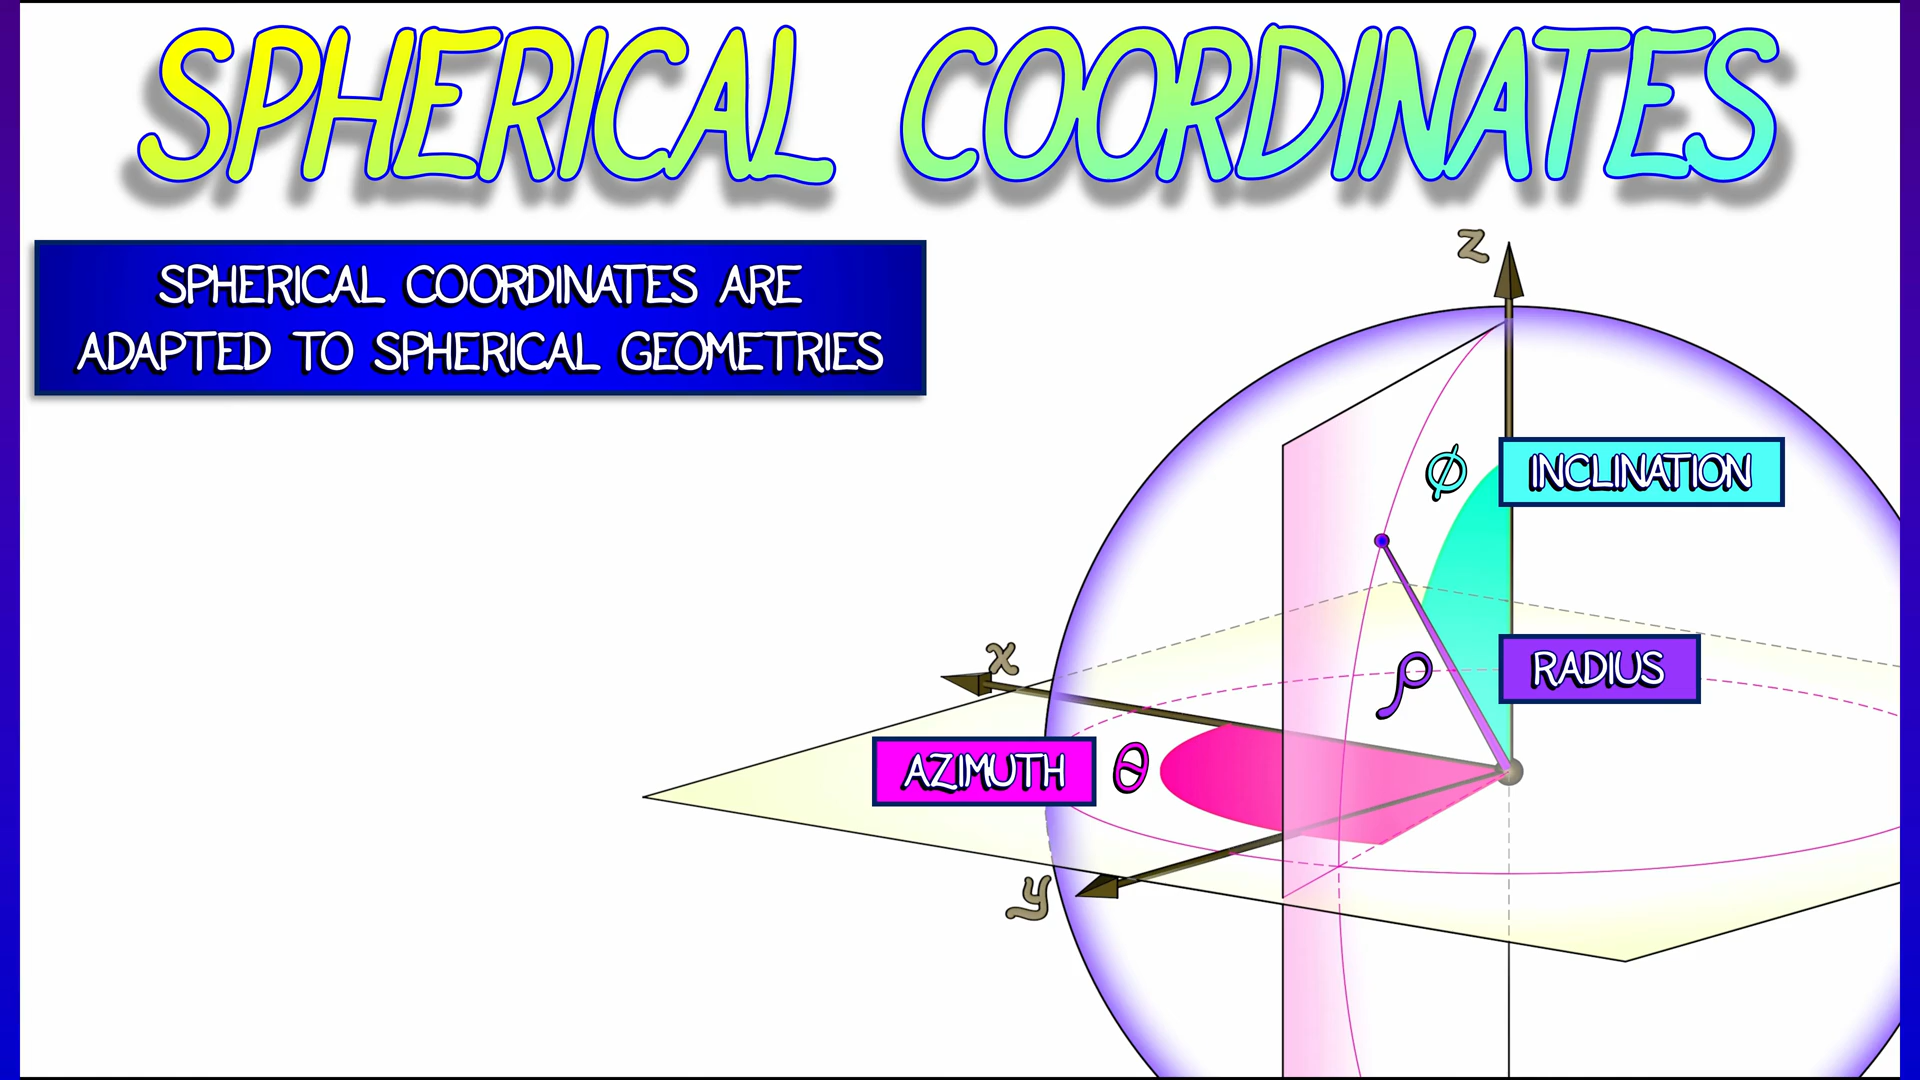 SPHERICAL COORDINATES
SPHERICAL COORDINATES ARE
ADAPTED TO SPHERICAL GEOMETRIES
z
ϕ INCLINATION
x
ρ RADIUS
AZIMUTH θ
y